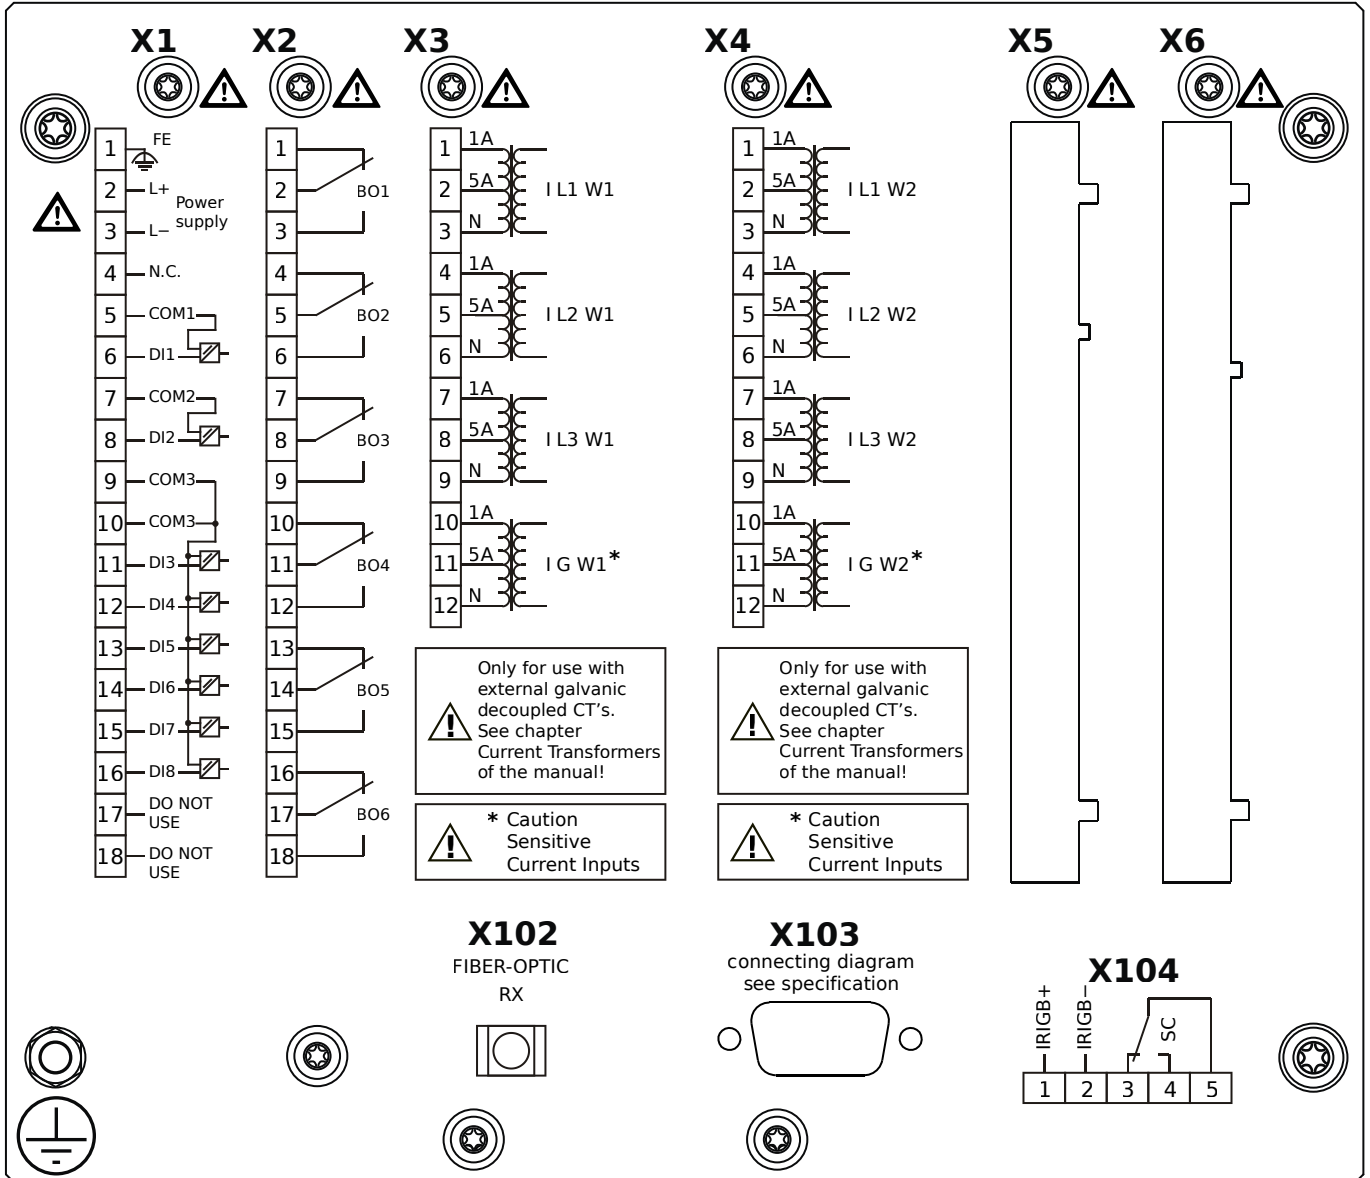 X1
X2
X3
X4
X5
X6
1
FE
2
L+
Power
supply
3
L−
4
N.C.
5
COM1
6
DI1
7
COM2
8
DI2
9
COM3
10
COM3
11
DI3
12
DI4
13
DI5
14
DI6
15
DI7
16
DI8
17
DO NOT
USE
18
DO NOT
USE
1
2
BO1
3
4
5
BO2
6
7
8
BO3
9
10
11
BO4
12
13
14
BO5
15
16
17
BO6
18
1
1A
2
5A
I L1 W1
3
N
4
1A
5
5A
I L2 W1
6
N
7
1A
8
5A
I L3 W1
9
N
10
1A
11
5A
I G W1*
12
N
Only for use with
external galvanic
decoupled CT's.
See chapter
Current Transformers
of the manual!
* Caution
Sensitive
Current Inputs
1
1A
2
5A
I L1 W2
3
N
4
1A
5
5A
I L2 W2
6
N
7
1A
8
5A
I L3 W2
9
N
10
1A
11
5A
I G W2*
12
N
Only for use with
external galvanic
decoupled CT's.
See chapter
Current Transformers
of the manual!
* Caution
Sensitive
Current Inputs
X102
FIBER-OPTIC
RX
X103
connecting diagram
see specification
X104
IRIGB+
IRIGB−
SC
1 2 3 4 5